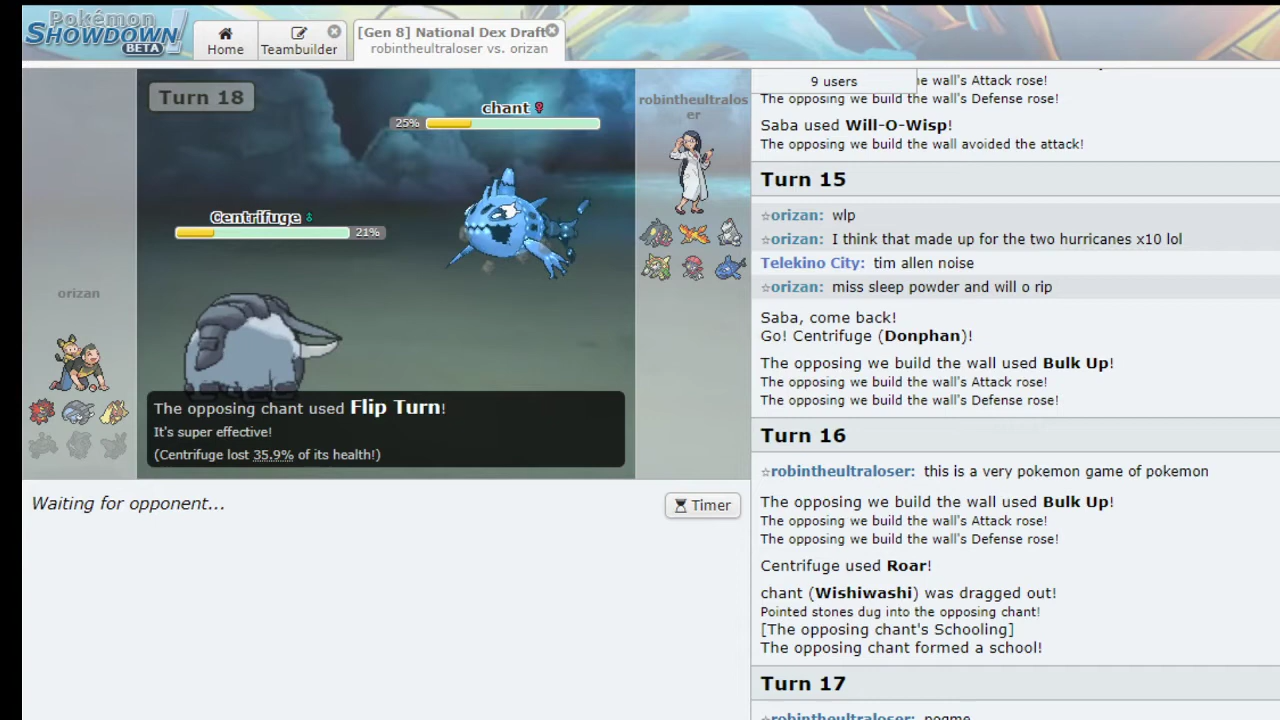 Pokémon
SHOWDOWN!
BETA
Home
Teambuilder
[Gen 8] National Dex Draft
robintheultraloser vs. orizan
Turn 18
chant
25%
Centrifuge
21%
orizan
robintheultralos
er
The opposing chant used Flip Turn!
It's super effective!
(Centrifuge lost 35.9% of its health!)
Waiting for opponent...
Timer
9 users
e wall's Attack rose!
The opposing we build the wall's Defense rose!
Saba used Will-O-Wisp!
The opposing we build the wall avoided the attack!
Turn 15
☆orizan: wlp
☆orizan: I think that made up for the two hurricanes x10 lol
Telekino City: tim allen noise
☆orizan: miss sleep powder and will o rip
Saba, come back!
Go! Centrifuge (Donphan)!
The opposing we build the wall used Bulk Up!
The opposing we build the wall's Attack rose!
The opposing we build the wall's Defense rose!
Turn 16
☆robintheultraloser: this is a very pokemon game of pokemon
The opposing we build the wall used Bulk Up!
The opposing we build the wall's Attack rose!
The opposing we build the wall's Defense rose!
Centrifuge used Roar!
chant (Wishiwashi) was dragged out!
Pointed stones dug into the opposing chant!
[The opposing chant's Schooling]
The opposing chant formed a school!
Turn 17
☆robintheultraloser: pogme